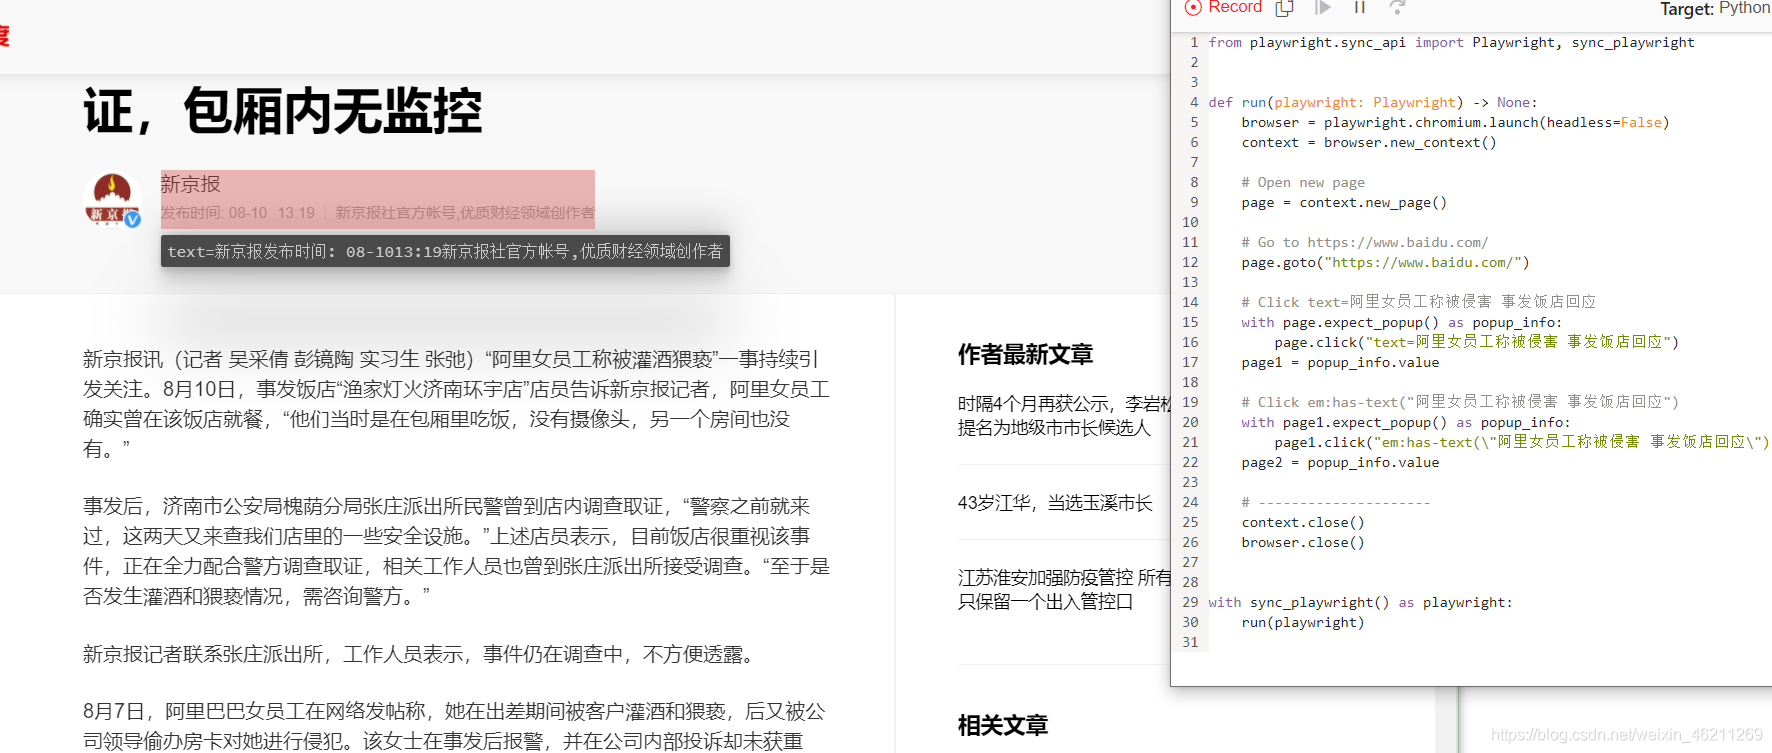 度
证，包厢内无监控
新京报
发布时间: 08-10 13:19 新京报社官方帐号,优质财经领域创作者
text=新京报发布时间: 08-1013:19新京报社官方帐号,优质财经领域创作者
新京报讯（记者 吴采倩 彭镜陶 实习生 张弛）“阿里女员工称被灌酒猥亵”一事持续引
发关注。8月10日，事发饭店“渔家灯火济南环宇店”店员告诉新京报记者，阿里女员工
确实曾在该饭店就餐，“他们当时是在包厢里吃饭，没有摄像头，另一个房间也没
有。”
事发后，济南市公安局槐荫分局张庄派出所民警曾到店内调查取证，“警察之前就来
过，这两天又来查我们店里的一些安全设施。”上述店员表示，目前饭店很重视该事
件，正在全力配合警方调查取证，相关工作人员也曾到张庄派出所接受调查。“至于是
否发生灌酒和猥亵情况，需咨询警方。”
新京报记者联系张庄派出所，工作人员表示，事件仍在调查中，不方便透露。
8月7日，阿里巴巴女员工在网络发帖称，她在出差期间被客户灌酒和猥亵，后又被公
司领导偷办房卡对她进行侵犯。该女士在事发后报警，并在公司内部投诉却未获重
作者最新文章
时隔4个月再获公示，李岩松
提名为地级市市长候选人
43岁江华，当选玉溪市长
江苏淮安加强防疫管控 所有
只保留一个出入管控口
相关文章
Record
Target: Python
1 from playwright.sync_api import Playwright, sync_playwright
2
3
4 def run(playwright: Playwright) -> None:
5 browser = playwright.chromium.launch(headless=False)
6 context = browser.new_context()
7
8 # Open new page
9 page = context.new_page()
10
11 # Go to https://www.baidu.com/
12 page.goto("https://www.baidu.com/")
13
14 # Click text=阿里女员工称被侵害 事发饭店回应
15 with page.expect_popup() as popup_info:
16 page.click("text=阿里女员工称被侵害 事发饭店回应")
17 page1 = popup_info.value
18
19 # Click em:has-text("阿里女员工称被侵害 事发饭店回应")
20 with page1.expect_popup() as popup_info:
21 page1.click("em:has-text(\"阿里女员工称被侵害 事发饭店回应\")
22 page2 = popup_info.value
23
24 # ---------------------
25 context.close()
26 browser.close()
27
28
29 with sync_playwright() as playwright:
30 run(playwright)
31
https://blog.csdn.net/weixin_46211269